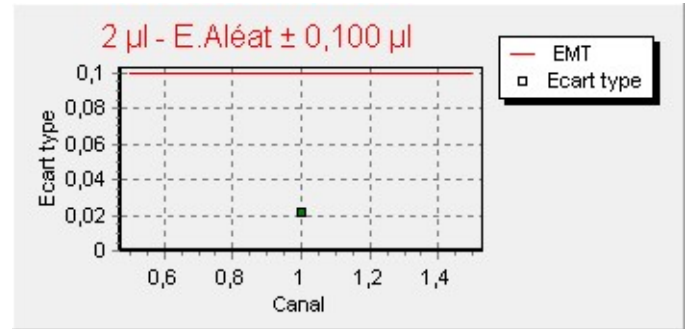 2 µl - E.Aléat ± 0,100 µl
EMT
Ecart type
Ecart type
0,1
0,08
0,06
0,04
0,02
0
0,6 0,8 1 1,2 1,4
Canal